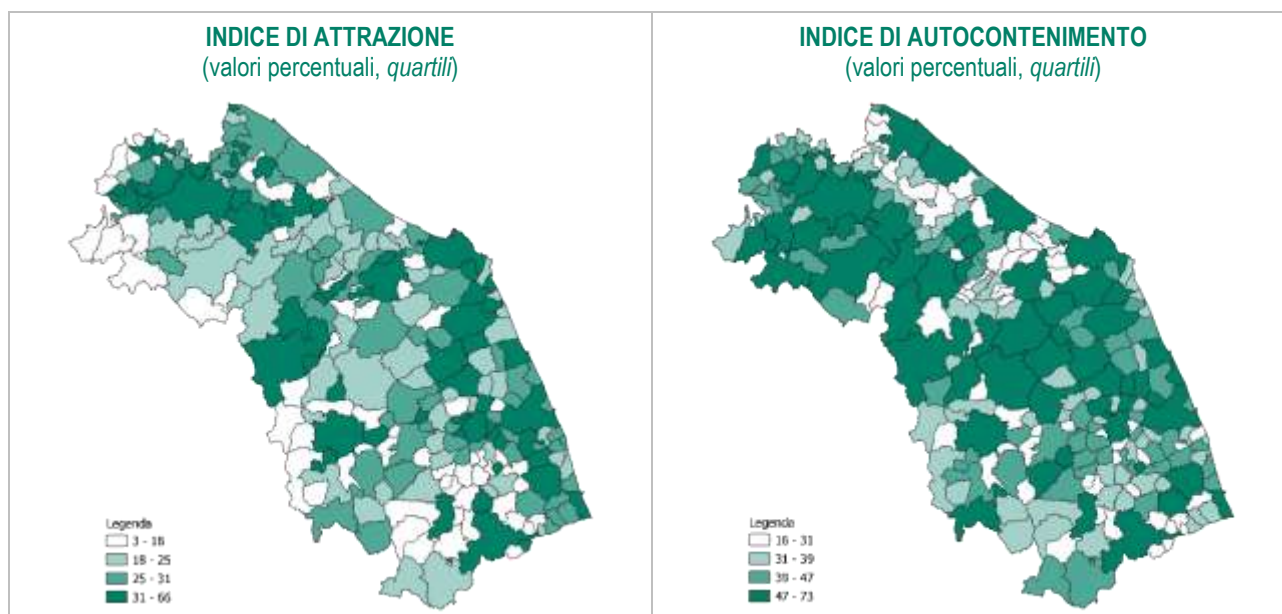 INDICE DI ATTRAZIONE
(valori percentuali, quartili)
Legenda
3 - 16
18 - 25
25 - 31
31 - 66
INDICE DI AUTOCONTENIMENTO
(valori percentuali, quartili)
Legenda
16 - 31
31 - 39
39 - 47
47 - 73